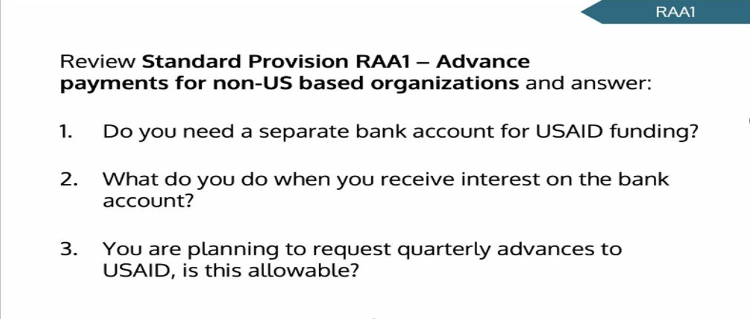 RAA1
Review Standard Provision RAA1 – Advance
payments for non-US based organizations and answer:
1. Do you need a separate bank account for USAID funding?
2. What do you do when you receive interest on the bank
account?
3. You are planning to request quarterly advances to
USAID, is this allowable?